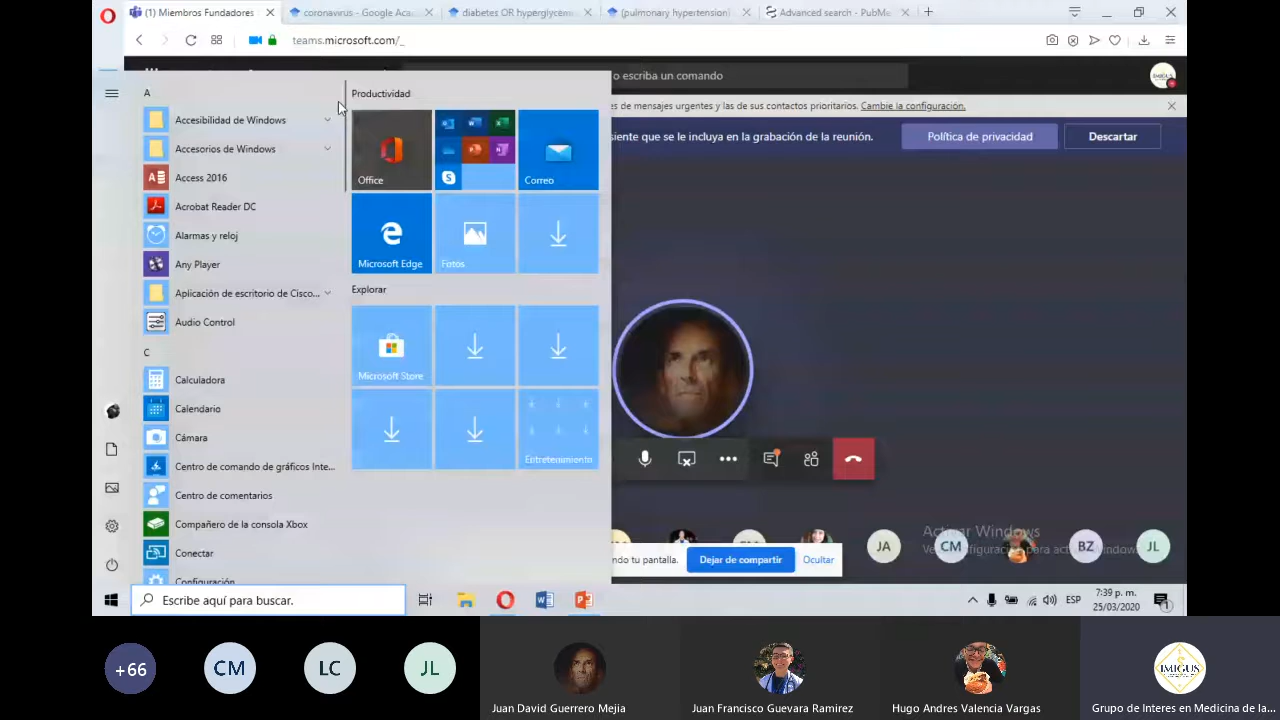 (1) Miembros Fundadores
coronavirus - Google Aca
diabetes OR hyperglycem
(pulmonary hypertension)
Advanced search - PubMe
teams.microsoft.com/_
o escriba un comando
IMIGUS
es de mensajes urgentes y las de sus contactos prioritarios. Cambie la configuración.
siente que se le incluya en la grabación de la reunión.
Política de privacidad
Descartar
A
Accesibilidad de Windows
Accesorios de Windows
Access 2016
Acrobat Reader DC
Alarmas y reloj
Any Player
Aplicación de escritorio de Cisco...
Audio Control
C
Calculadora
Calendario
Cámara
Centro de comando de gráficos Inte...
Centro de comentarios
Compañero de la consola Xbox
Conectar
Configuración
Productividad
Office
Correo
Microsoft Edge
Fotos
Explorar
Microsoft Store
Entretenimiento
JA
CM
BZ
JL
Activar Windows
ndo tu pantalla.
Dejar de compartir
Ocultar
Escribe aquí para buscar.
ESP
7:39 p. m.
25/03/2020
1
+66
CM
LC
JL
IMIGUS
Juan David Guerrero Mejia
Juan Francisco Guevara Ramirez
Hugo Andres Valencia Vargas
Grupo de Interes en Medicina de la...